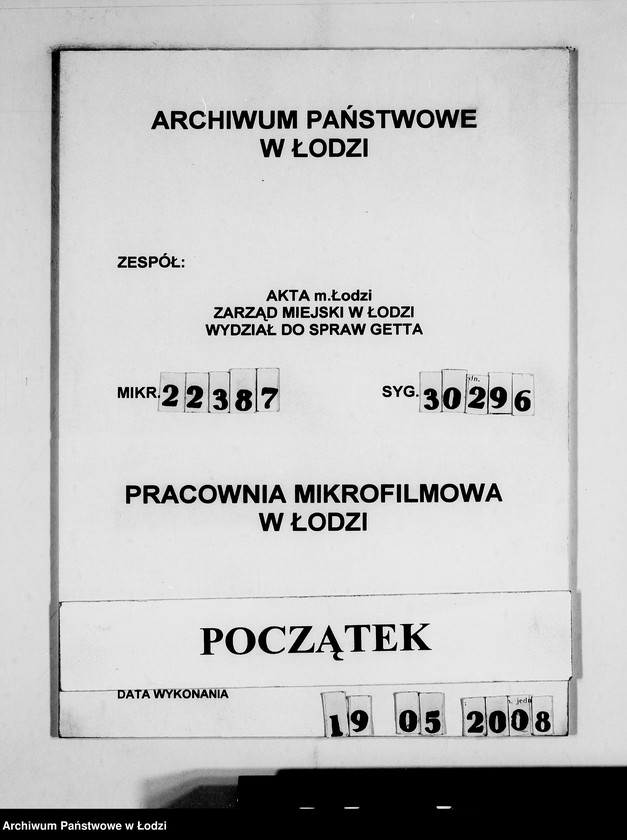 ARCHIWUM PAŃSTWOWE
W ŁODZI
ZESPÓŁ:
AKTA m.Łodzi
ZARZĄD MIEJSKI W ŁODZI
WYDZIAŁ DO SPRAW GETTA
MIKR. 22387 SYG. 30296
PRACOWNIA MIKROFILMOWA
W ŁODZI
POCZĄTEK
DATA WYKONANIA 19 05 2008
Archiwum Państwowe w Łodzi